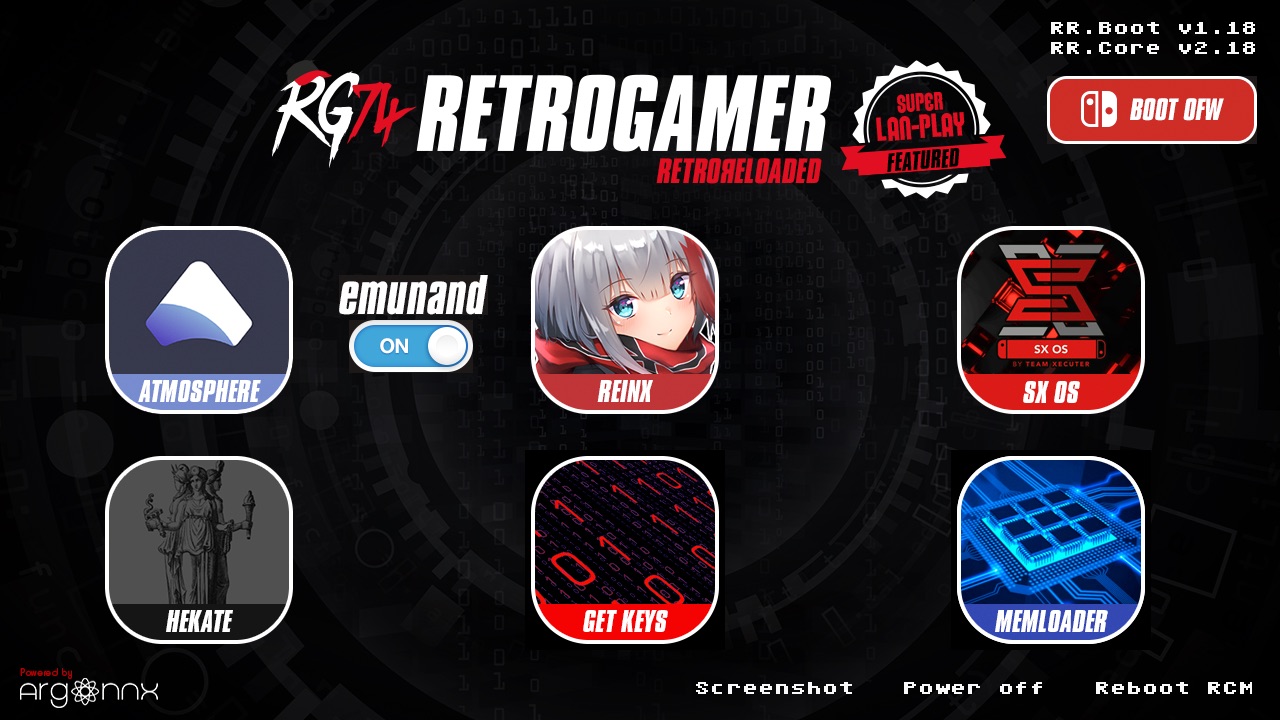 RR.Boot v1.18
RR.Core v2.18
RG74 RETROGAMER
RETROЯELOADED
SUPER
LAN-PLAY
FEATURED
BOOT OFW
emunand
ON
SX OS
BY TEAM XECUTER
ATMOSPHERE
REINX
SX OS
HEKATE
GET KEYS
MEMLOADER
Powered by
Argonnx
Screenshot Power off Reboot RCM